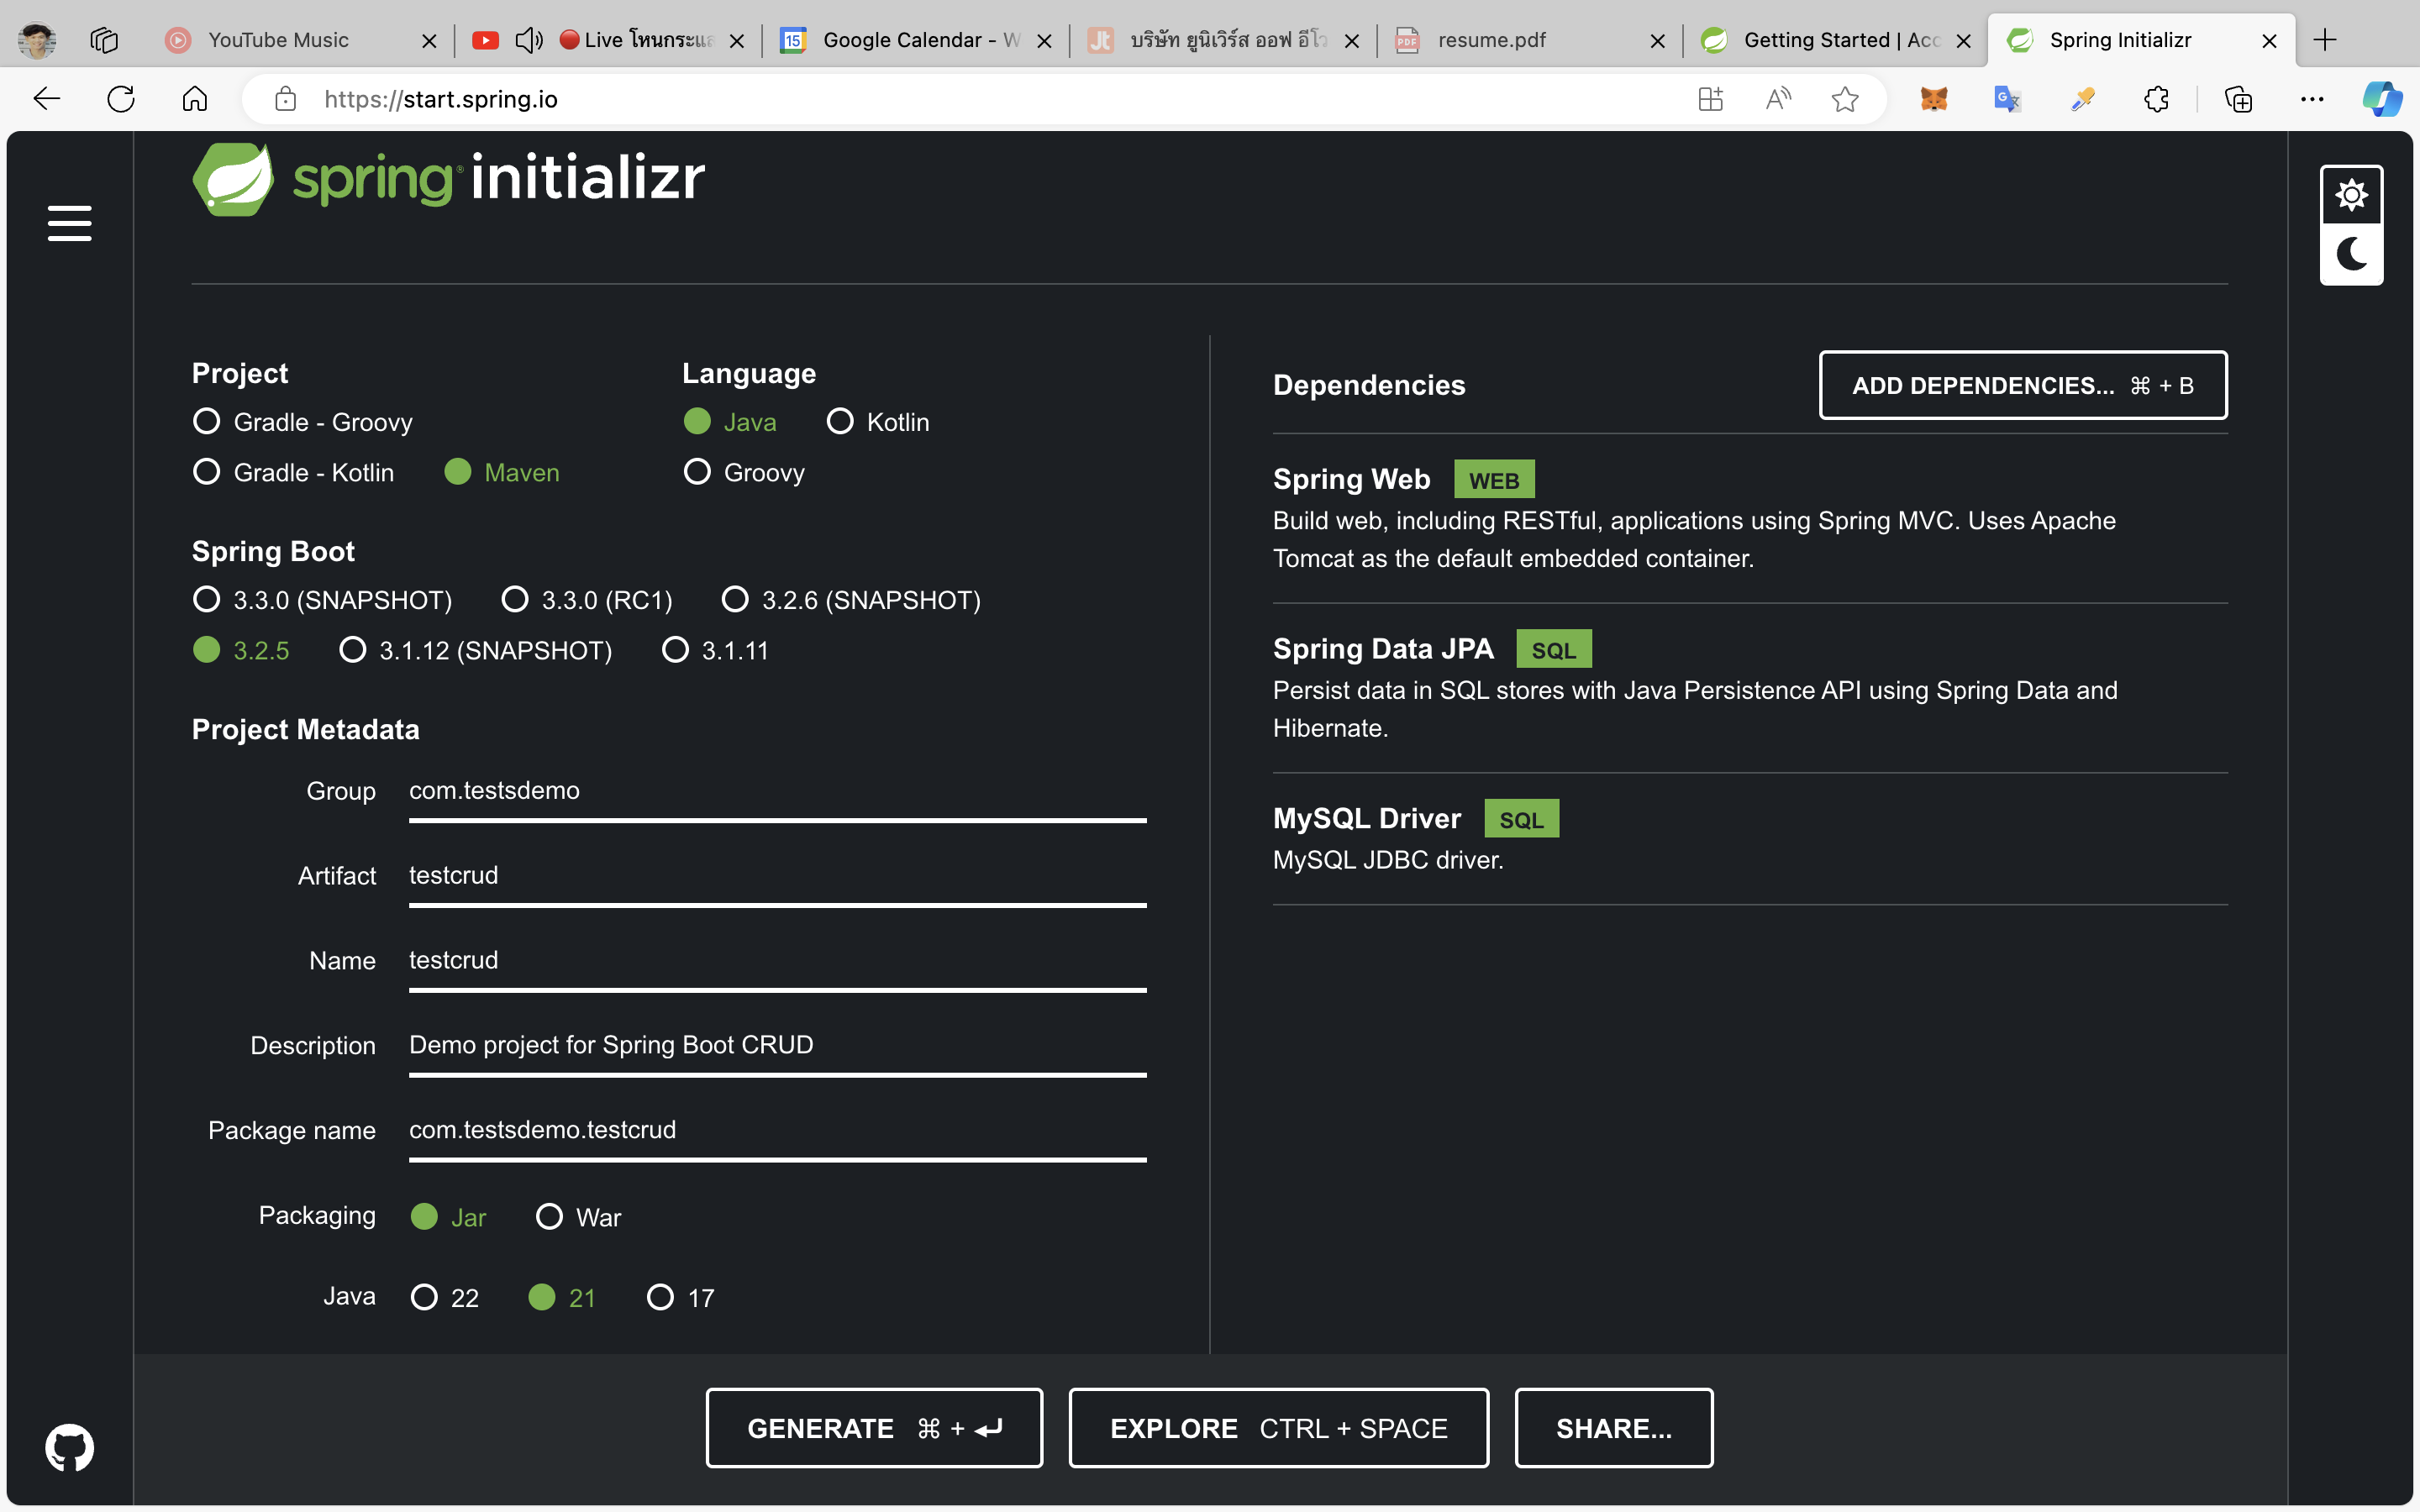 YouTube Music
Live โหนกระแส
Google Calendar - W
บริษัท ยูนิเวิร์ส ออฟ อีโว
resume.pdf
Getting Started | Acc
Spring Initializr
https://start.spring.io
spring initializr
Project
Gradle - Groovy
Gradle - Kotlin Maven
Language
Java Kotlin
Groovy
Spring Boot
3.3.0 (SNAPSHOT) 3.3.0 (RC1) 3.2.6 (SNAPSHOT)
3.2.5 3.1.12 (SNAPSHOT) 3.1.11
Project Metadata
Group com.testsdemo
Artifact testcrud
Name testcrud
Description Demo project for Spring Boot CRUD
Package name com.testsdemo.testcrud
Packaging Jar War
Java 22 21 17
Dependencies
ADD DEPENDENCIES... ⌘ + B
Spring Web WEB
Build web, including RESTful, applications using Spring MVC. Uses Apache
Tomcat as the default embedded container.
Spring Data JPA SQL
Persist data in SQL stores with Java Persistence API using Spring Data and
Hibernate.
MySQL Driver SQL
MySQL JDBC driver.
GENERATE ⌘ + ↵
EXPLORE CTRL + SPACE
SHARE...